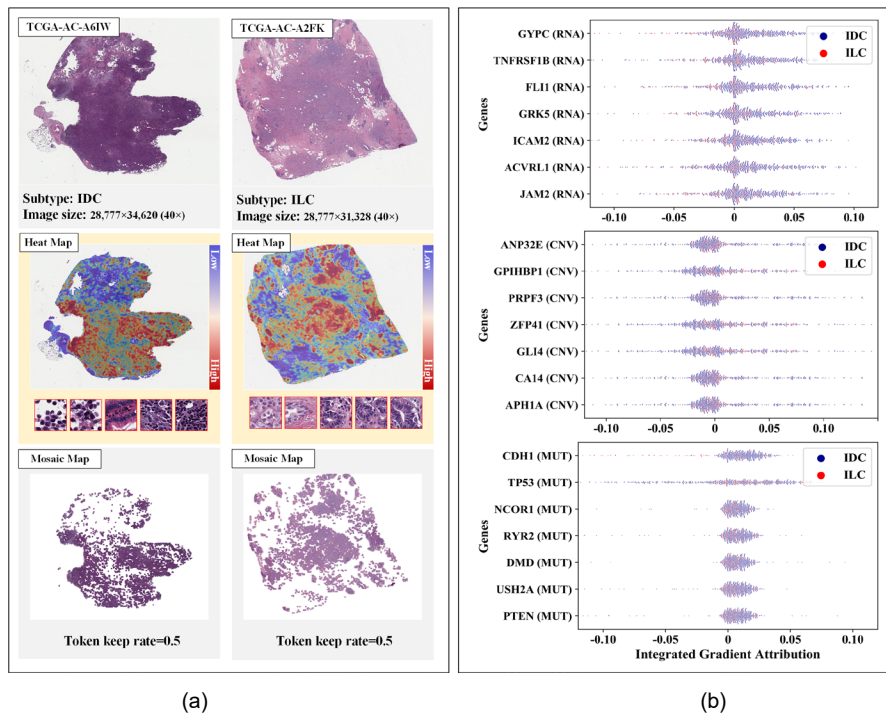 TCGA-AC-A6IW
TCGA-AC-A2FK
Subtype: IDC
Image size: 28,777×34,620 (40×)
Subtype: ILC
Image size: 28,777×31,328 (40×)
Heat Map
Low
High
Heat Map
Low
High
Mosaic Map
Mosaic Map
Token keep rate=0.5
Token keep rate=0.5
(a)
Genes
GYPC (RNA)
TNFRSF1B (RNA)
FLI1 (RNA)
GRK5 (RNA)
ICAM2 (RNA)
ACVRL1 (RNA)
JAM2 (RNA)
IDC
ILC
-0.10 -0.05 0 0.05 0.10
Genes
ANP32E (CNV)
GPIHBP1 (CNV)
PRPF3 (CNV)
ZFP41 (CNV)
GLI4 (CNV)
CA14 (CNV)
APH1A (CNV)
IDC
ILC
-0.10 -0.05 0 0.05 0.10
Genes
CDH1 (MUT)
TP53 (MUT)
NCOR1 (MUT)
RYR2 (MUT)
DMD (MUT)
USH2A (MUT)
PTEN (MUT)
IDC
ILC
-0.10 -0.05 0 0.05 0.10
Integrated Gradient Attribution
(b)